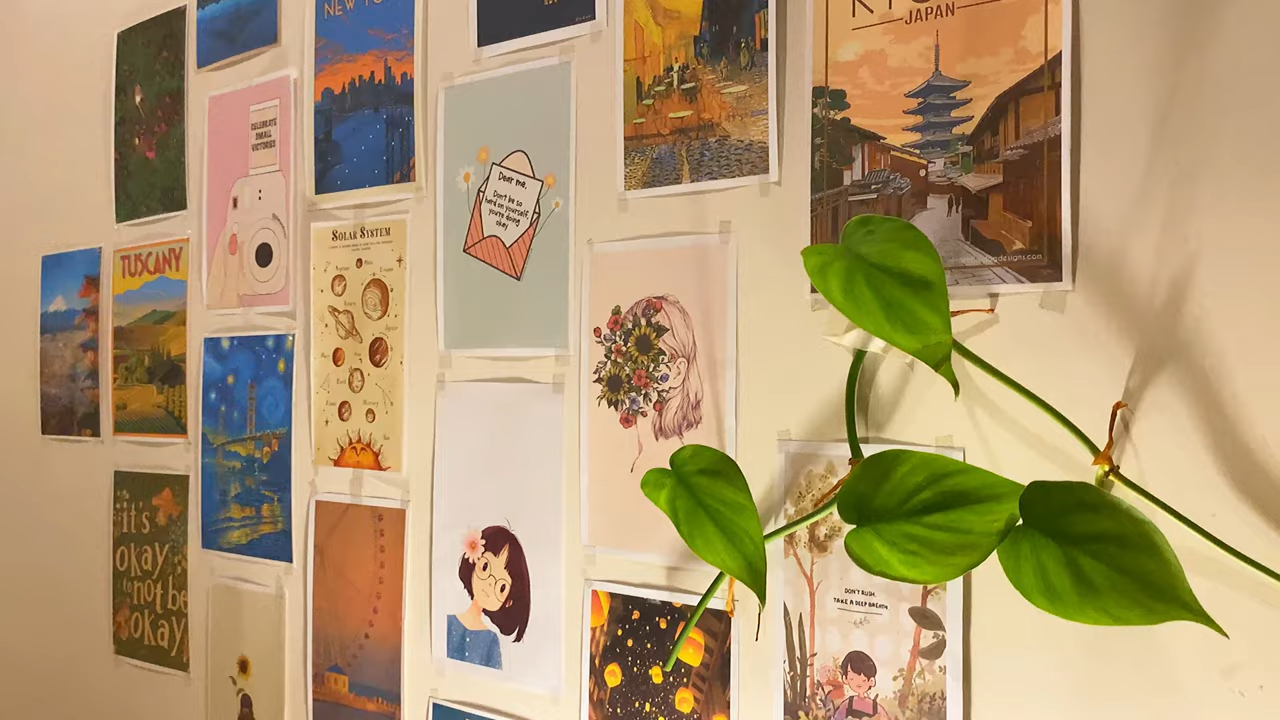 NEW YO
JAPAN
CELEBRATE
SMALL
VICTORIES
Dear me,
Don't be so
hard on yourself,
you're doing
okay
TUSCANY
SOLAR SYSTEM
it's
okay
to not be
okay
DON'T RUSH,
TAKE A DEEP BREATH.